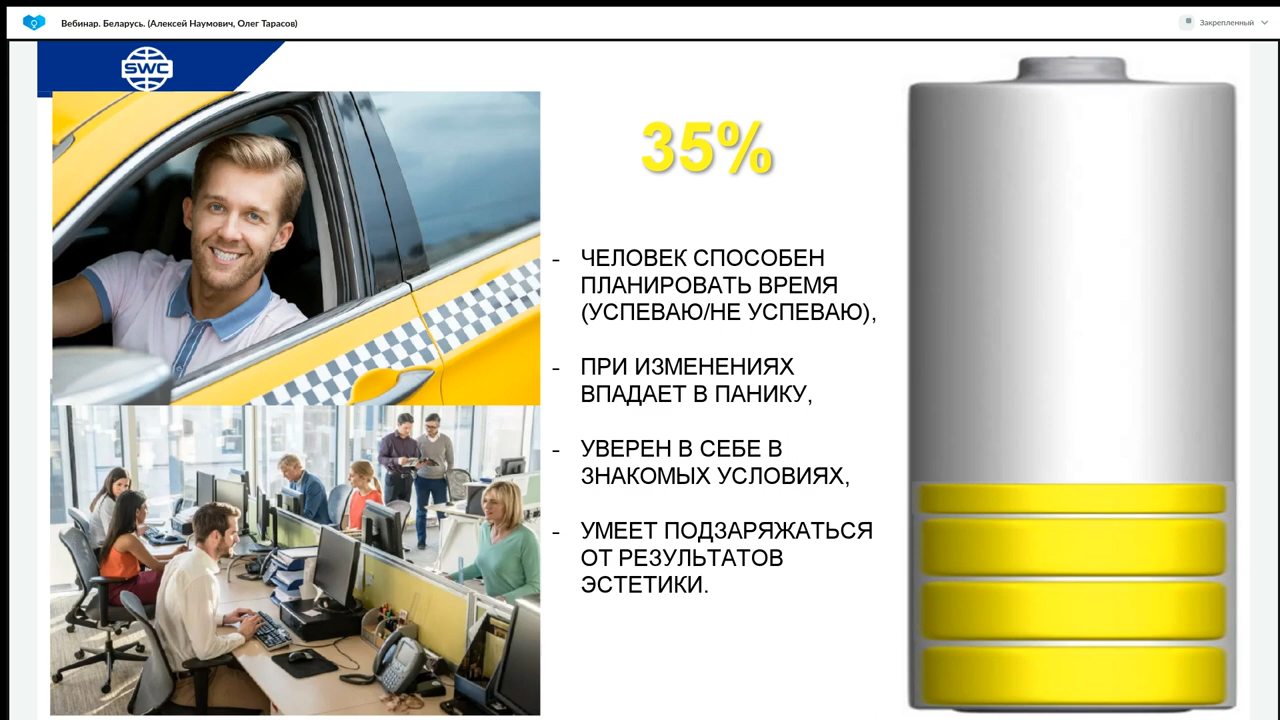 Вебинар. Беларусь. (Алексей Наумович, Олег Тарасов)
Закрепленный
SWC
35%
- ЧЕЛОВЕК СПОСОБЕН
ПЛАНИРОВАТЬ ВРЕМЯ
(УСПЕВАЮ/НЕ УСПЕВАЮ),
- ПРИ ИЗМЕНЕНИЯХ
ВПАДАЕТ В ПАНИКУ,
- УВЕРЕН В СЕБЕ В
ЗНАКОМЫХ УСЛОВИЯХ,
- УМЕЕТ ПОДЗАРЯЖАТЬСЯ
ОТ РЕЗУЛЬТАТОВ
ЭСТЕТИКИ.